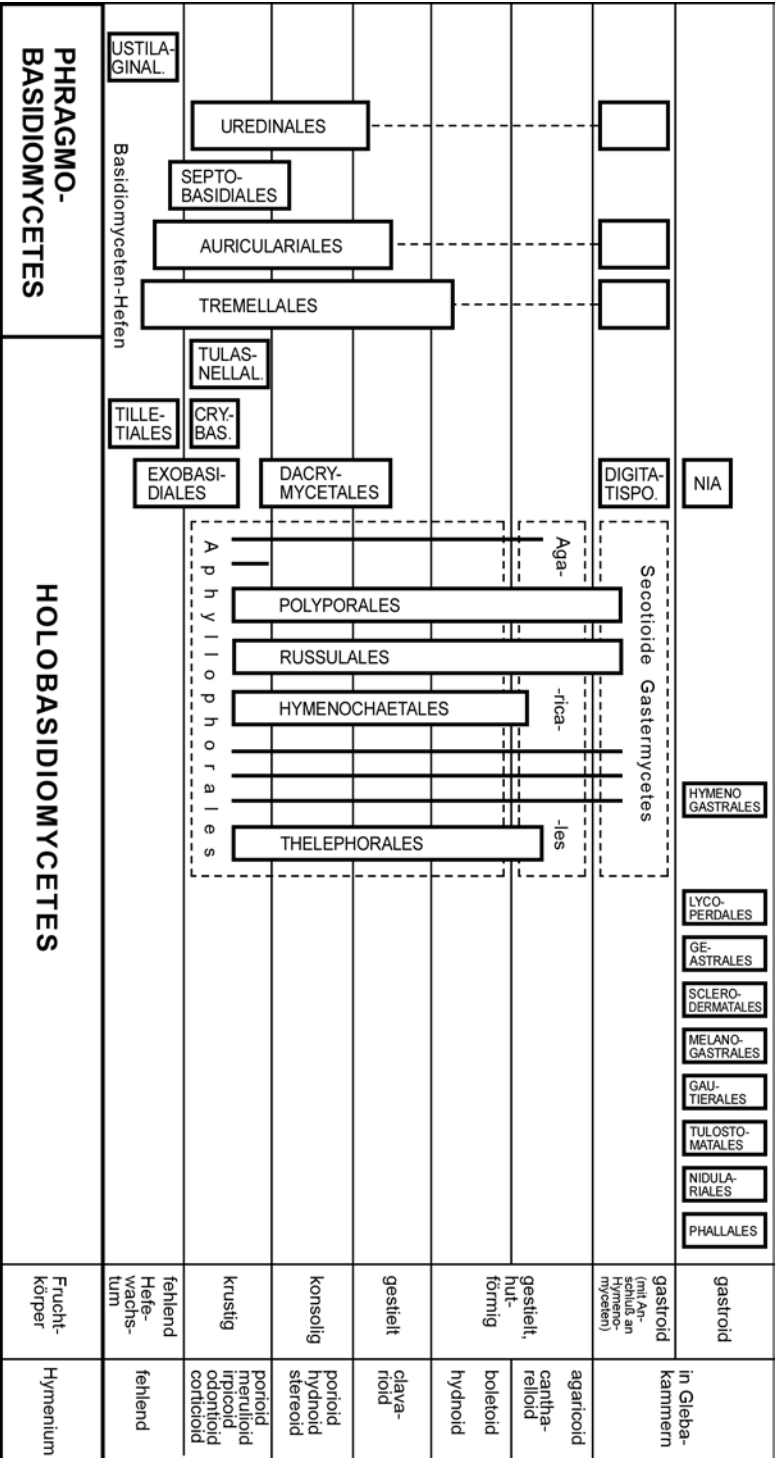 PHRAGMO-
BASIDIOMYCETES
HOLOBASIDIOMYCETES
USTILA-
GINAL.
Basidiomyceten-Hefen
UREDINALES
SEPTO-
BASIDIALES
AURICULARIALES
TREMELLALES
TULAS-
NELLAL.
TILLE-
TIALES
CRY.-
BAS.
EXOBASI-
DIALES
DACRY-
MYCETALES
DIGITA-
TISPO.
NIA
Aphyllophorales
Aga-
-rica-
-les
Secotioide Gastermycetes
POLYPORALES
RUSSULALES
HYMENOCHAETALES
THELEPHORALES
HYMENO
GASTRALES
LYCO-
PERDALES
GE-
ASTRALES
SCLERO-
DERMATALES
MELANO-
GASTRALES
GAU-
TIERALES
TULOSTO-
MATALES
NIDULA-
RIALES
PHALLALES
Frucht-
körper
fehlend
Hefe-
wachs-
tum
krustig
konsolig
gestielt
gestielt,
hut-
förmig
gastroid
(mit An-
schluß an
Hymeno-
myceten)
gastroid
Hymenium
fehlend
porioid
merulioid
irpicoid
odontioid
corticioid
porioid
hydnoid
stereoid
clava-
rioid
boletoid
hydnoid
agaricoid
cantha-
relloid
in Gleba-
kammern